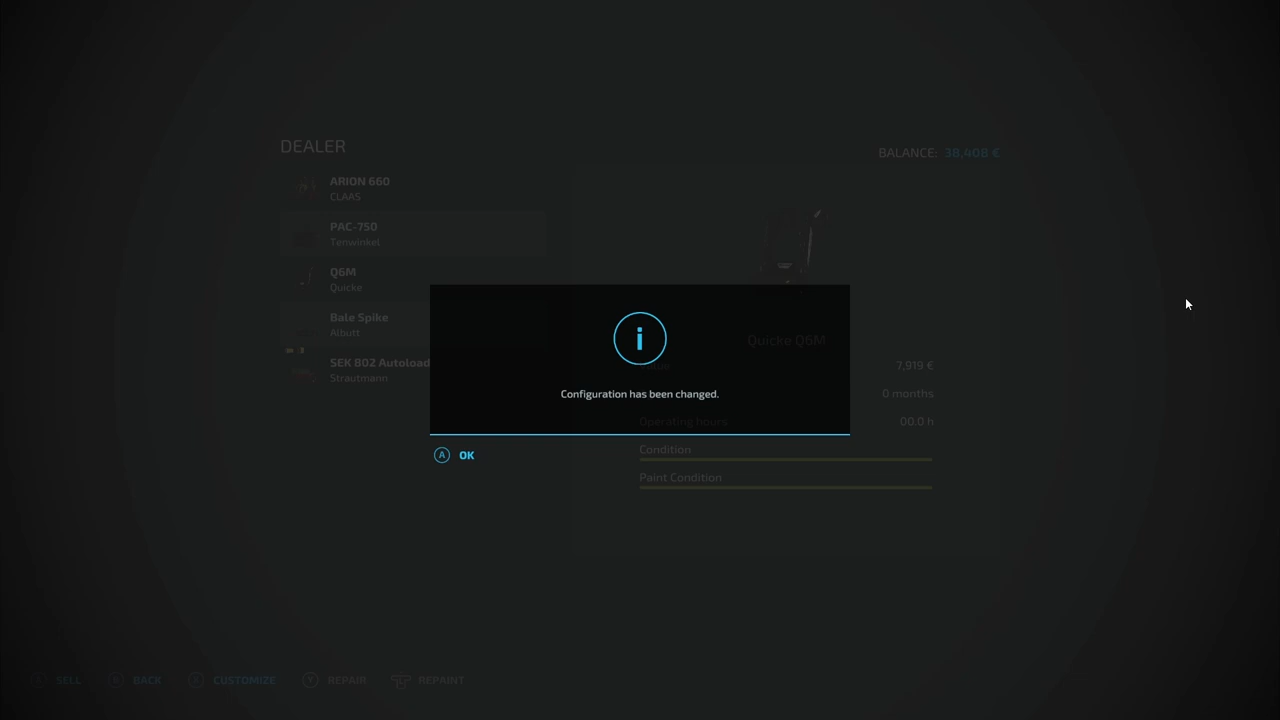 DEALER
BALANCE: 38,408 €
ARION 660
CLAAS
PAC-750
Tenwinkel
Q6M
Quicke
Bale Spike
Albutt
SEK 802 Autoload
Strautmann
Quicke Q6M
7,919 €
0 months
Operating hours
00.0 h
Condition
Paint Condition
i
Configuration has been changed.
A OK
SELL
BACK
CUSTOMIZE
Y REPAIR
REPAINT